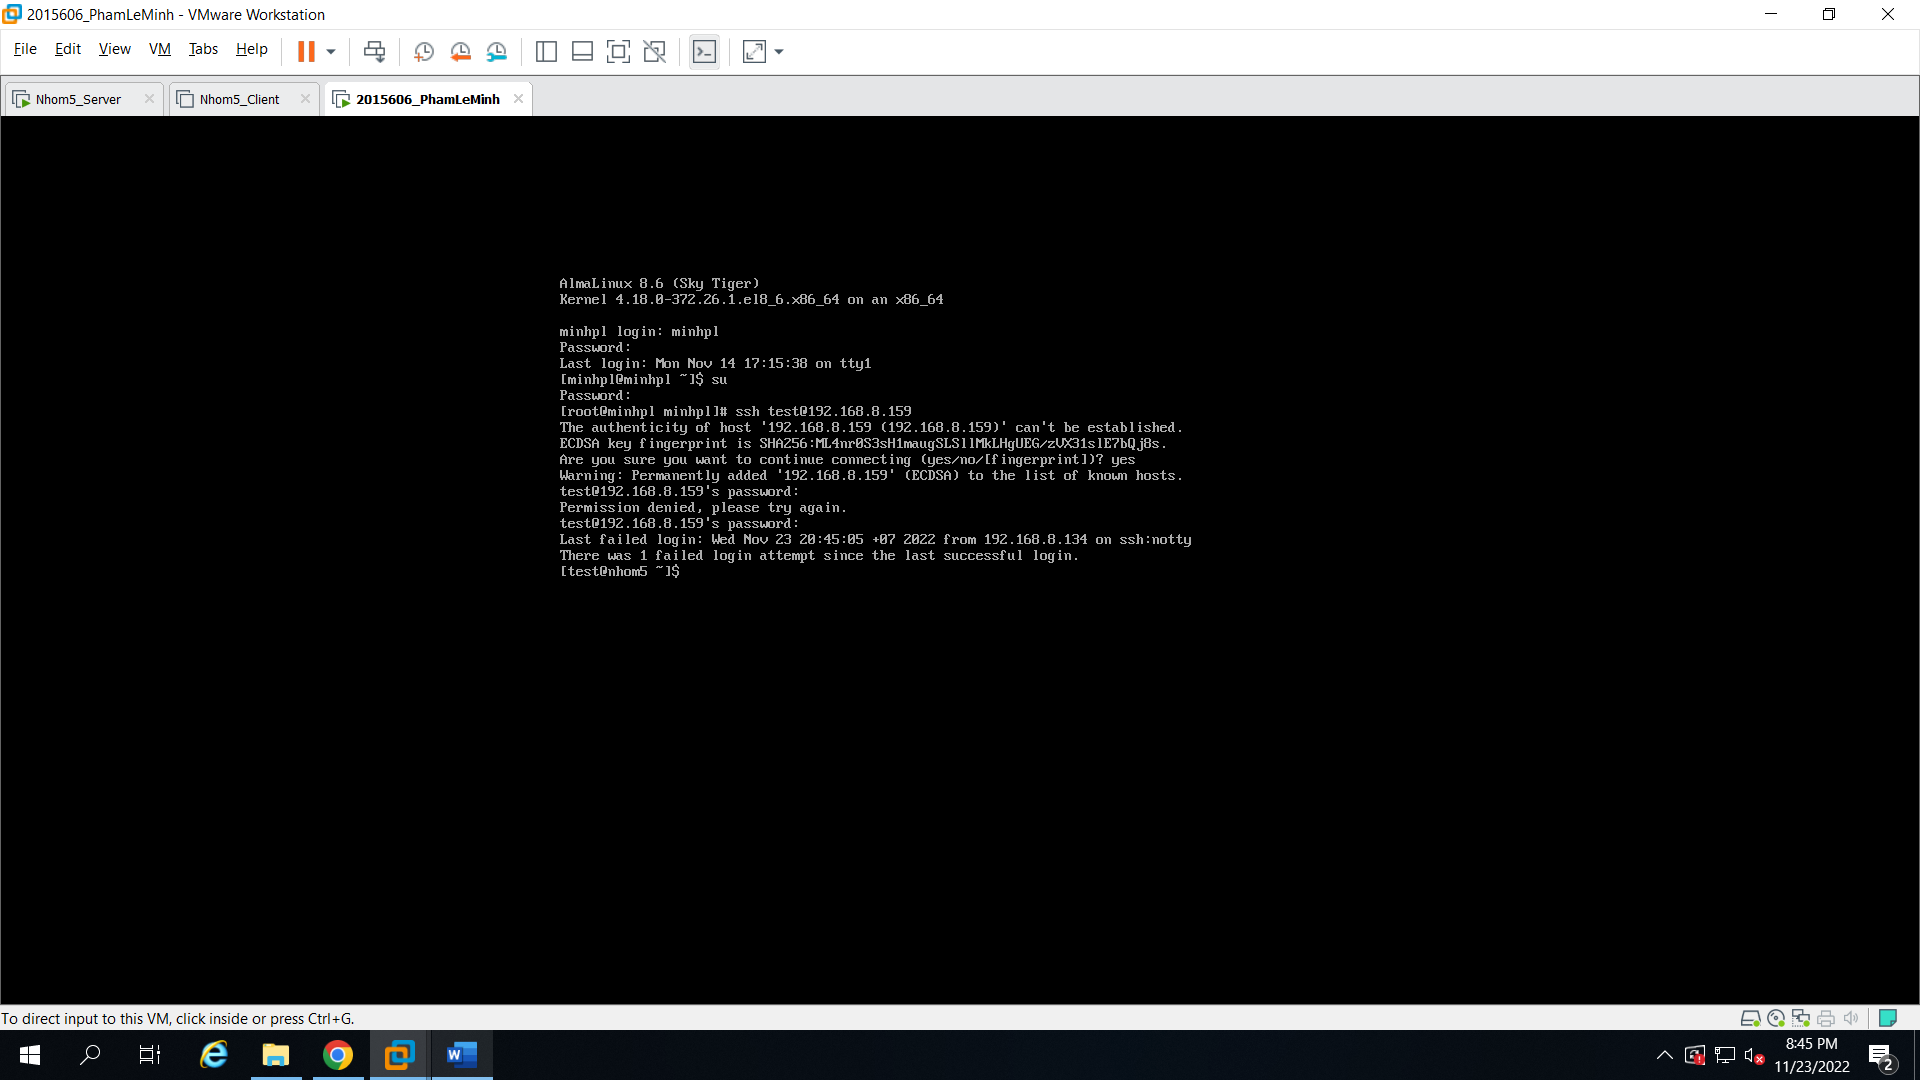 2015606_PhamLeMinh - VMware Workstation
File Edit View VM Tabs Help
Nhom5_Server Nhom5_Client 2015606_PhamLeMinh
AlmaLinux 8.6 (Sky Tiger)
Kernel 4.18.0-372.26.1.el8_6.x86_64 on an x86_64
minhpl login: minhpl
Password:
Last login: Mon Nov 14 17:15:38 on tty1
[minhpl@minhpl ~]$ su
Password:
[root@minhpl minhpl]# ssh test@192.168.8.159
The authenticity of host '192.168.8.159 (192.168.8.159)' can't be established.
ECDSA key fingerprint is SHA256:ML4nr0S3sH1maugSLSllMkLHgUEG/zVX31slE7bQj8s.
Are you sure you want to continue connecting (yes/no/[fingerprint])? yes
Warning: Permanently added '192.168.8.159' (ECDSA) to the list of known hosts.
test@192.168.8.159's password:
Permission denied, please try again.
test@192.168.8.159's password:
Last failed login: Wed Nov 23 20:45:05 +07 2022 from 192.168.8.134 on ssh:notty
There was 1 failed login attempt since the last successful login.
[test@nhom5 ~]$
To direct input to this VM, click inside or press Ctrl+G.
8:45 PM
11/23/2022
2